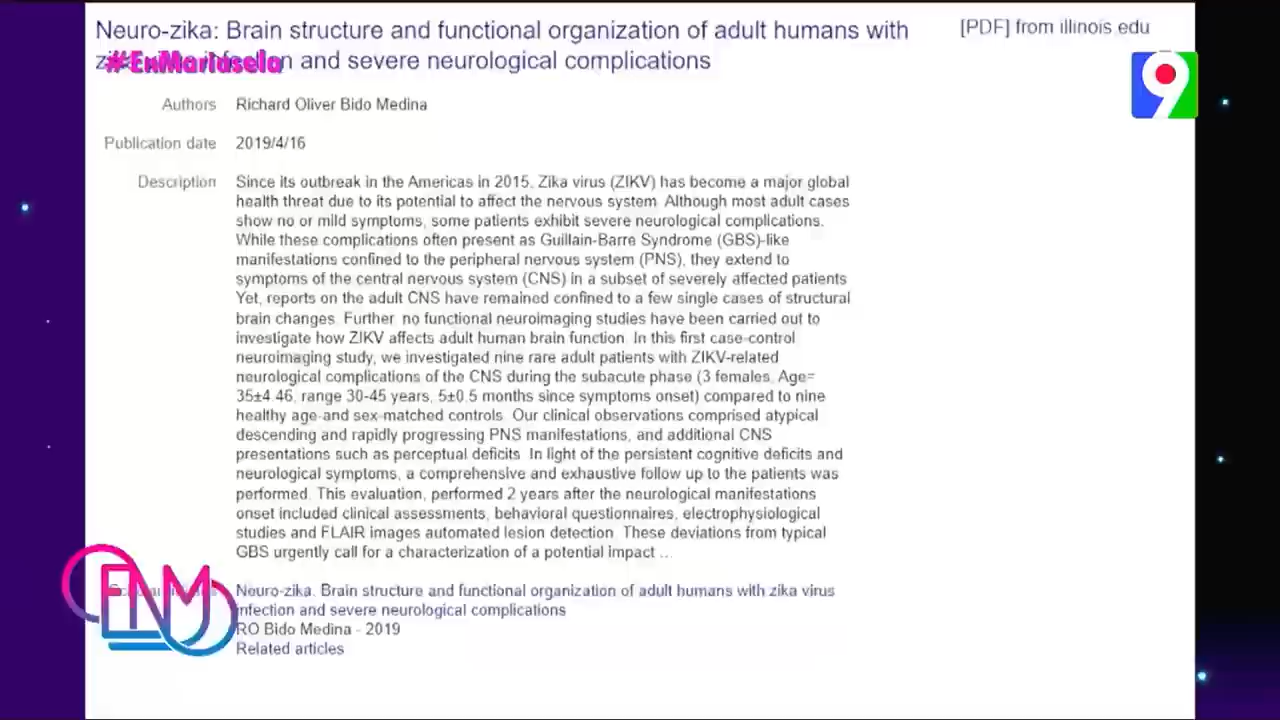 Neuro-zika: Brain structure and functional organization of adult humans with
[PDF] from illinois.edu
#EnMariasela
and severe neurological complications
9
Authors Richard Oliver Bido Medina
Publication date 2019/4/16
Description Since its outbreak in the Americas in 2015, Zika virus (ZIKV) has become a major global
health threat due to its potential to affect the nervous system. Although most adult cases
show no or mild symptoms, some patients exhibit severe neurological complications.
While these complications often present as Guillain-Barre Syndrome (GBS)-like
manifestations confined to the peripheral nervous system (PNS), they extend to
symptoms of the central nervous system (CNS) in a subset of severely affected patients
Yet, reports on the adult CNS have remained confined to a few single cases of structural
brain changes. Further, no functional neuroimaging studies have been carried out to
investigate how ZIKV affects adult human brain function. In this first case-control
neuroimaging study, we investigated nine rare adult patients with ZIKV-related
neurological complications of the CNS during the subacute phase (3 females, Age=
35±4.46, range 30-45 years, 5±0.5 months since symptoms onset) compared to nine
healthy age-and sex-matched controls. Our clinical observations comprised atypical
descending and rapidly progressing PNS manifestations, and additional CNS
presentations such as perceptual deficits. In light of the persistent cognitive deficits and
neurological symptoms, a comprehensive and exhaustive follow up to the patients was
performed. This evaluation, performed 2 years after the neurological manifestations
onset included clinical assessments, behavioral questionnaires, electrophysiological
studies and FLAIR images automated lesion detection. These deviations from typical
GBS urgently call for a characterization of a potential impact ...
ENM
Neuro-zika: Brain structure and functional organization of adult humans with zika virus
infection and severe neurological complications
RO Bido Medina - 2019
Related articles